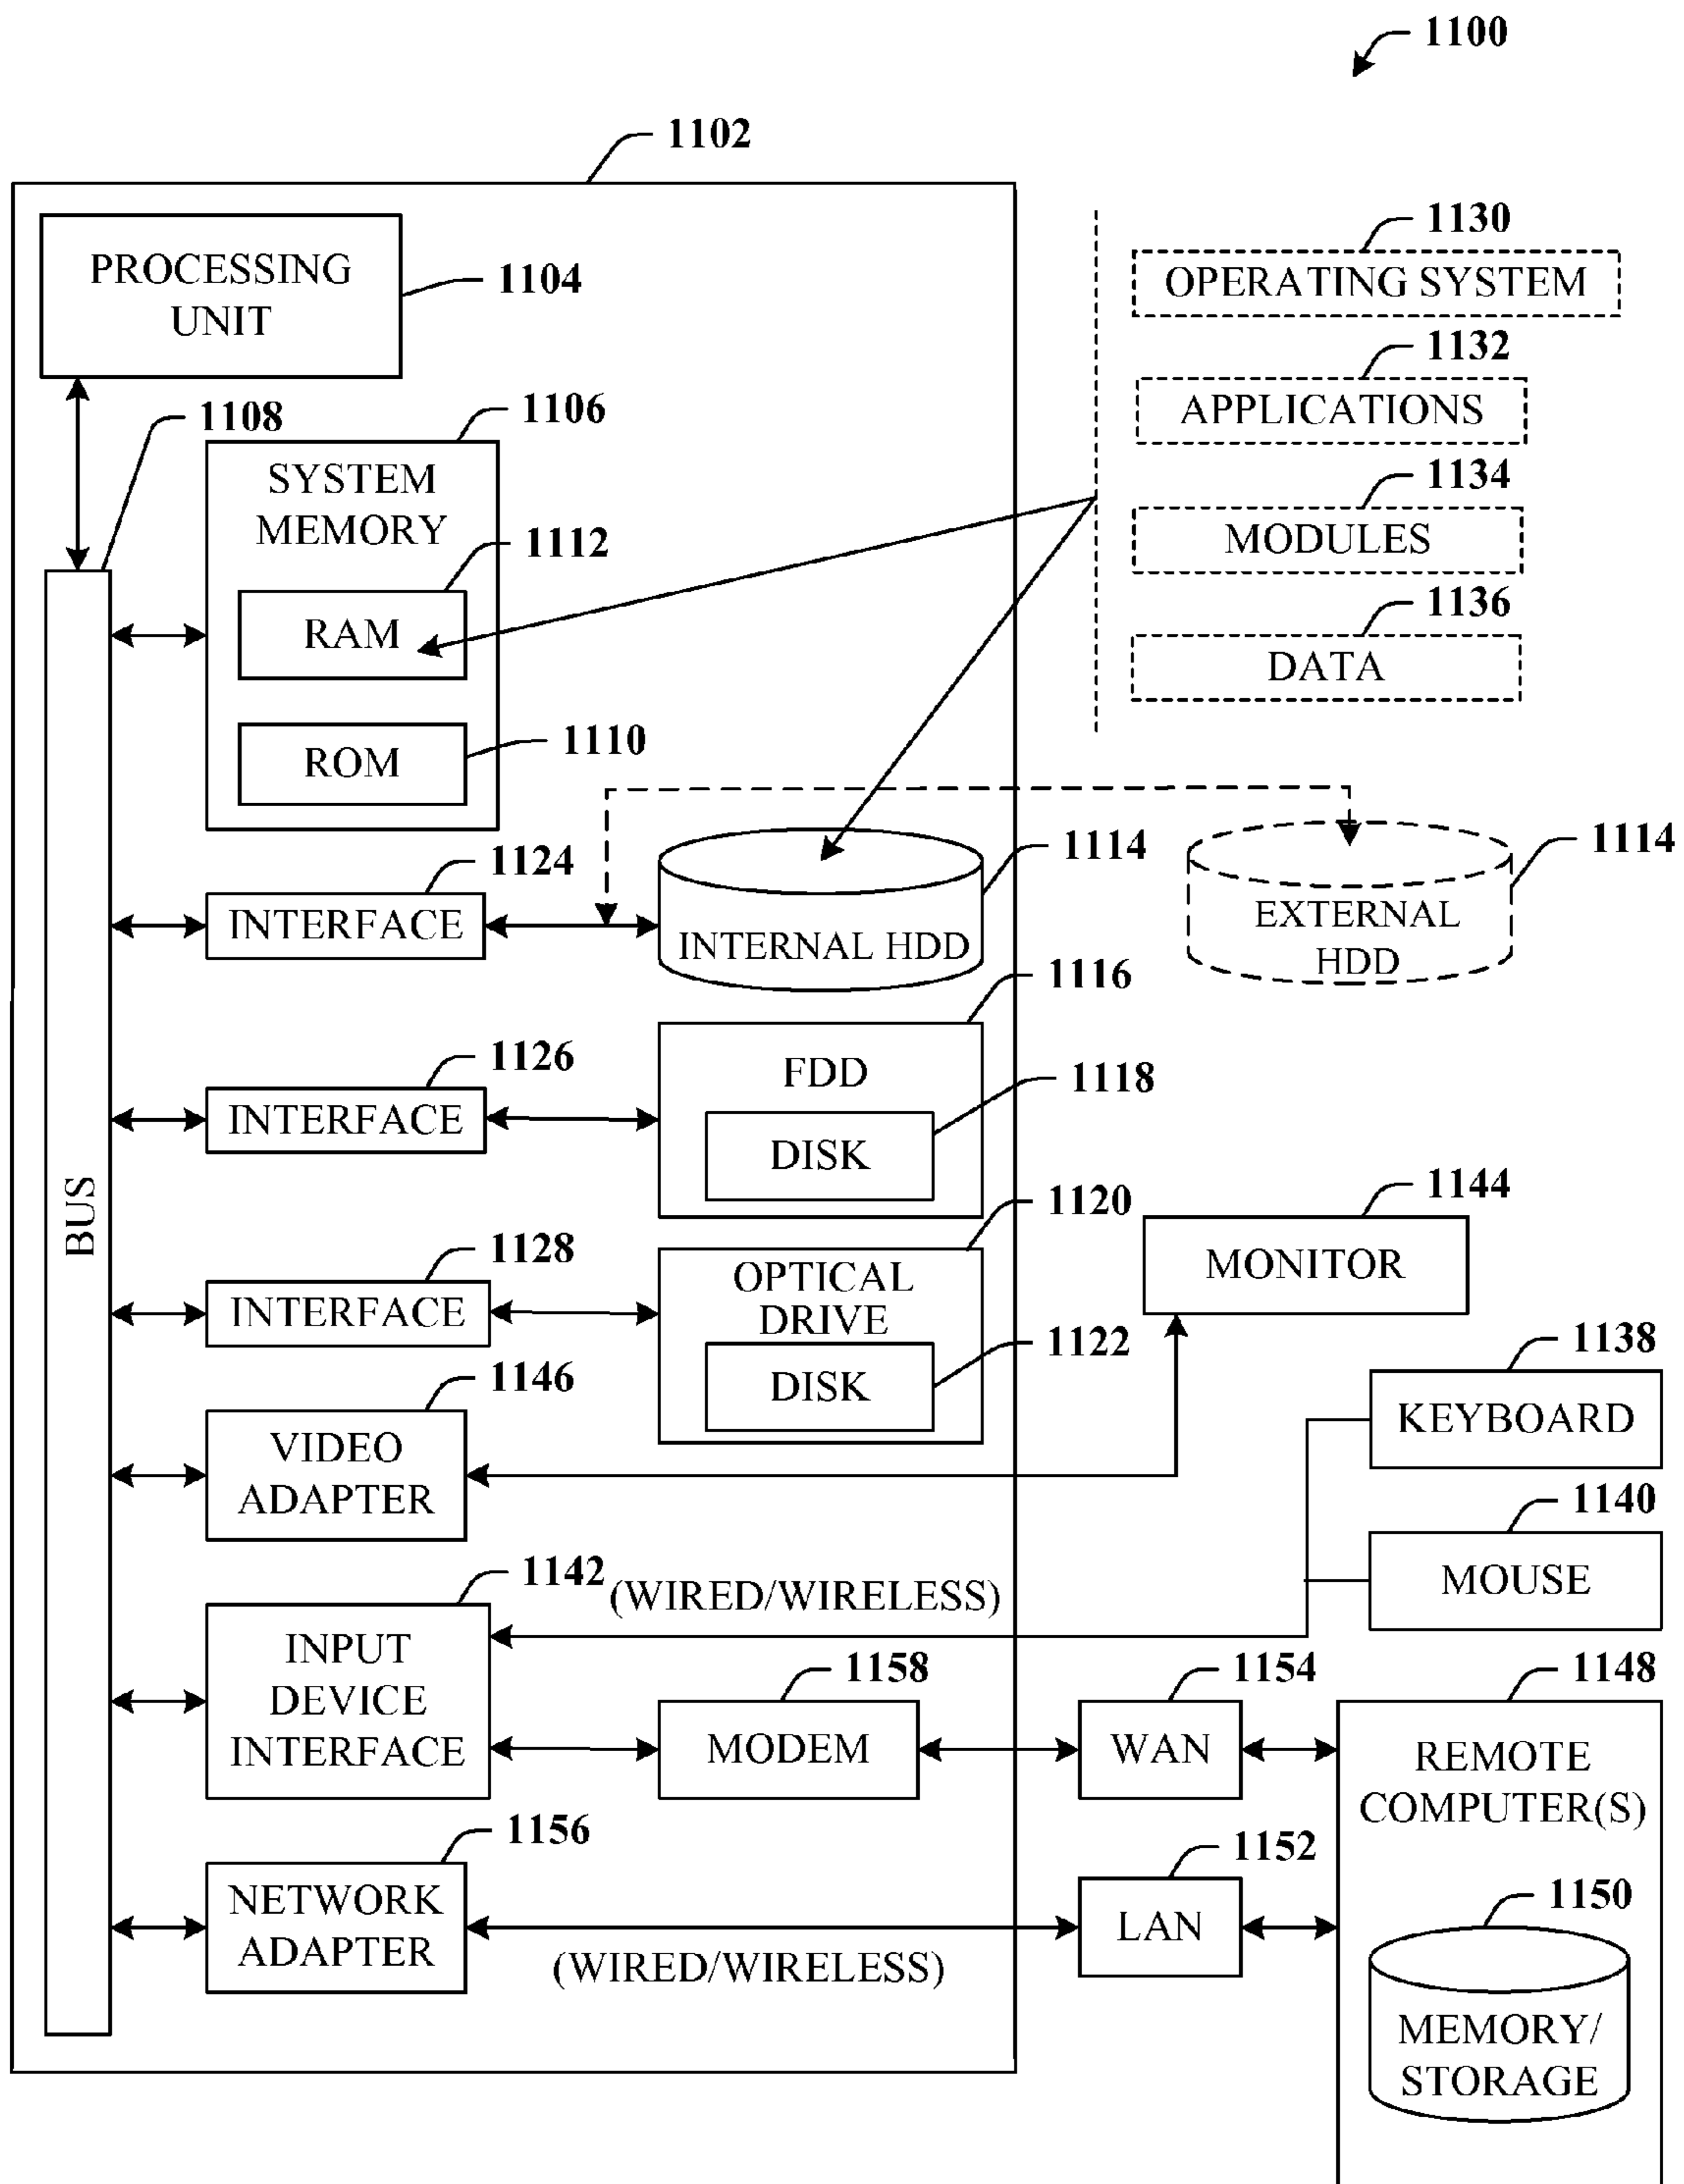 1100
1102
PROCESSING
UNIT
1104
1130
OPERATING SYSTEM
1132
APPLICATIONS
1134
MODULES
1136
DATA
1108
1106
SYSTEM
MEMORY
1112
RAM
1110
ROM
1124
INTERFACE
1114
INTERNAL HDD
1114
EXTERNAL
HDD
1126
INTERFACE
1116
FDD
1118
DISK
BUS
1128
INTERFACE
1120
OPTICAL
DRIVE
1122
DISK
1144
MONITOR
1146
VIDEO
ADAPTER
1138
KEYBOARD
1140
MOUSE
1142
(WIRED/WIRELESS)
INPUT
DEVICE
INTERFACE
1158
MODEM
1154
WAN
1148
REMOTE
COMPUTER(S)
1156
NETWORK
ADAPTER
(WIRED/WIRELESS)
1152
LAN
1150
MEMORY/
STORAGE